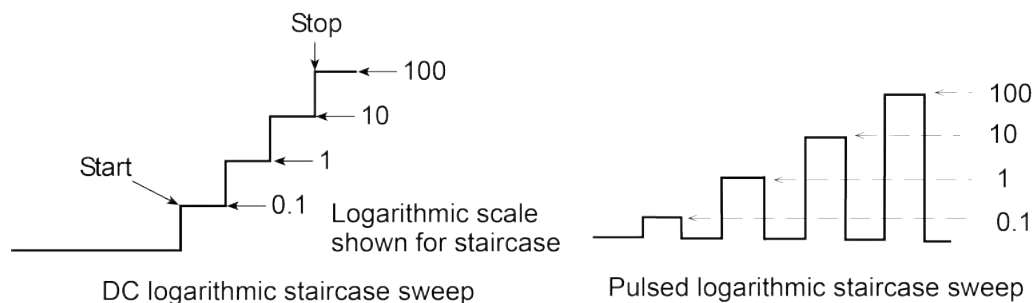 Stop
100
10
1
Start
0.1
Logarithmic scale
shown for staircase
DC logarithmic staircase sweep
100
10
1
0.1
Pulsed logarithmic staircase sweep